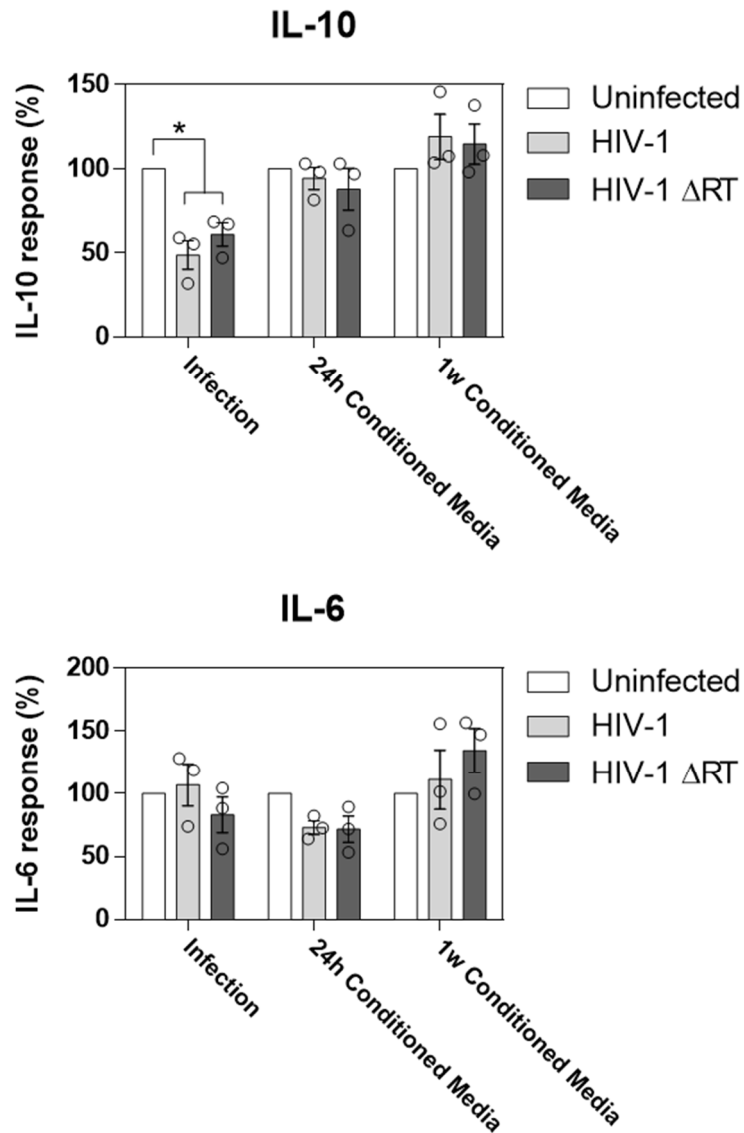 IL-10
IL-10 response (%)
150
100
50
0
*
Uninfected
HIV-1
HIV-1 ΔRT
Infection
24h Conditioned Media
1w Conditioned Media
IL-6
IL-6 response (%)
200
150
100
50
0
Uninfected
HIV-1
HIV-1 ΔRT
Infection
24h Conditioned Media
1w Conditioned Media